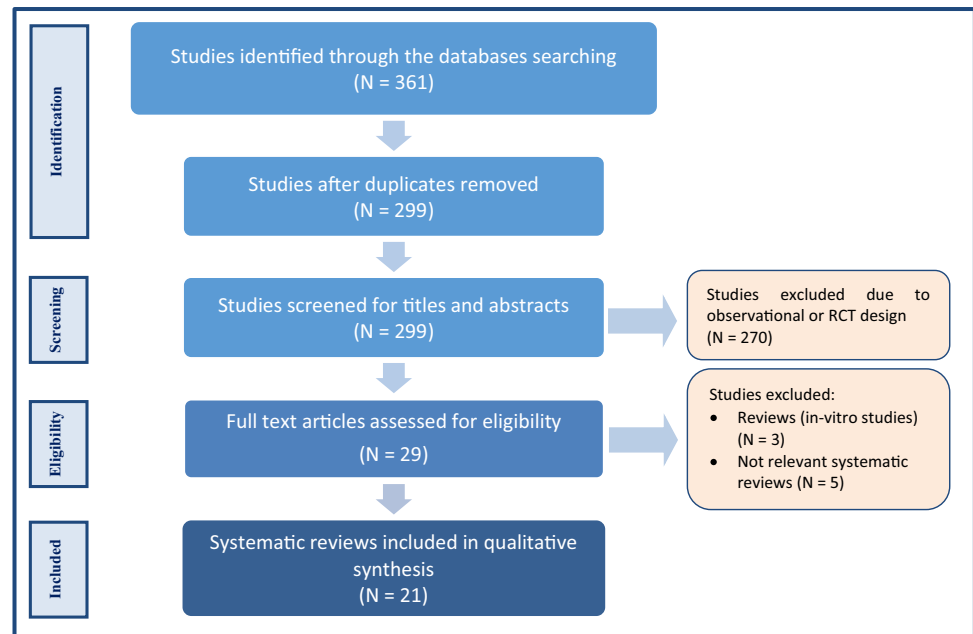 Identification
Studies identified through the databases searching
(N = 361)
Studies after duplicates removed
(N = 299)
Screening
Studies screened for titles and abstracts
(N = 299)
Studies excluded due to
observational or RCT design
(N = 270)
Eligibility
Full text articles assessed for eligibility
(N = 29)
Studies excluded:
• Reviews (in-vitro studies)
(N = 3)
• Not relevant systematic
reviews (N = 5)
Included
Systematic reviews included in qualitative
synthesis
(N = 21)